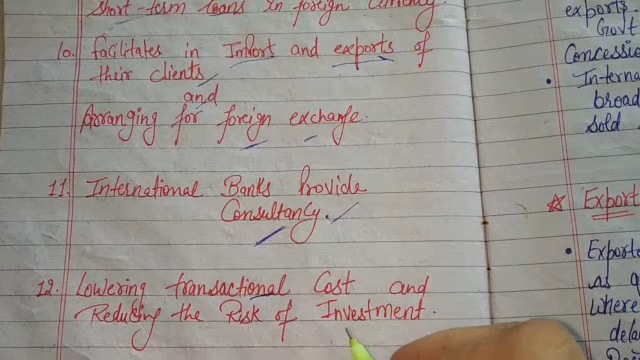 short-term loans in foreign currency.
10. facilitates in Import and exports of
their clients
and
Arranging for foreign exchange.
11. International Banks Provide
Consultancy.
12. Lowering transactional Cost and
Reducing the Risk of Investment.
exports
Govt
Concessio
Interna
broad
sold
Export
Exporte
as
where